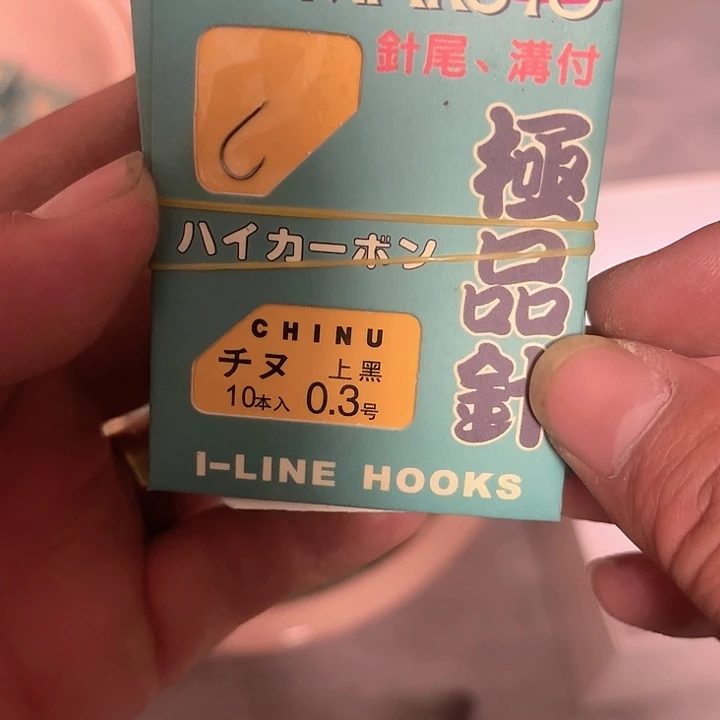 針尾、溝付
極品針
ハイカーボン
CHINU
チヌ 上黒
10本入 0.3号
I-LINE HOOKS